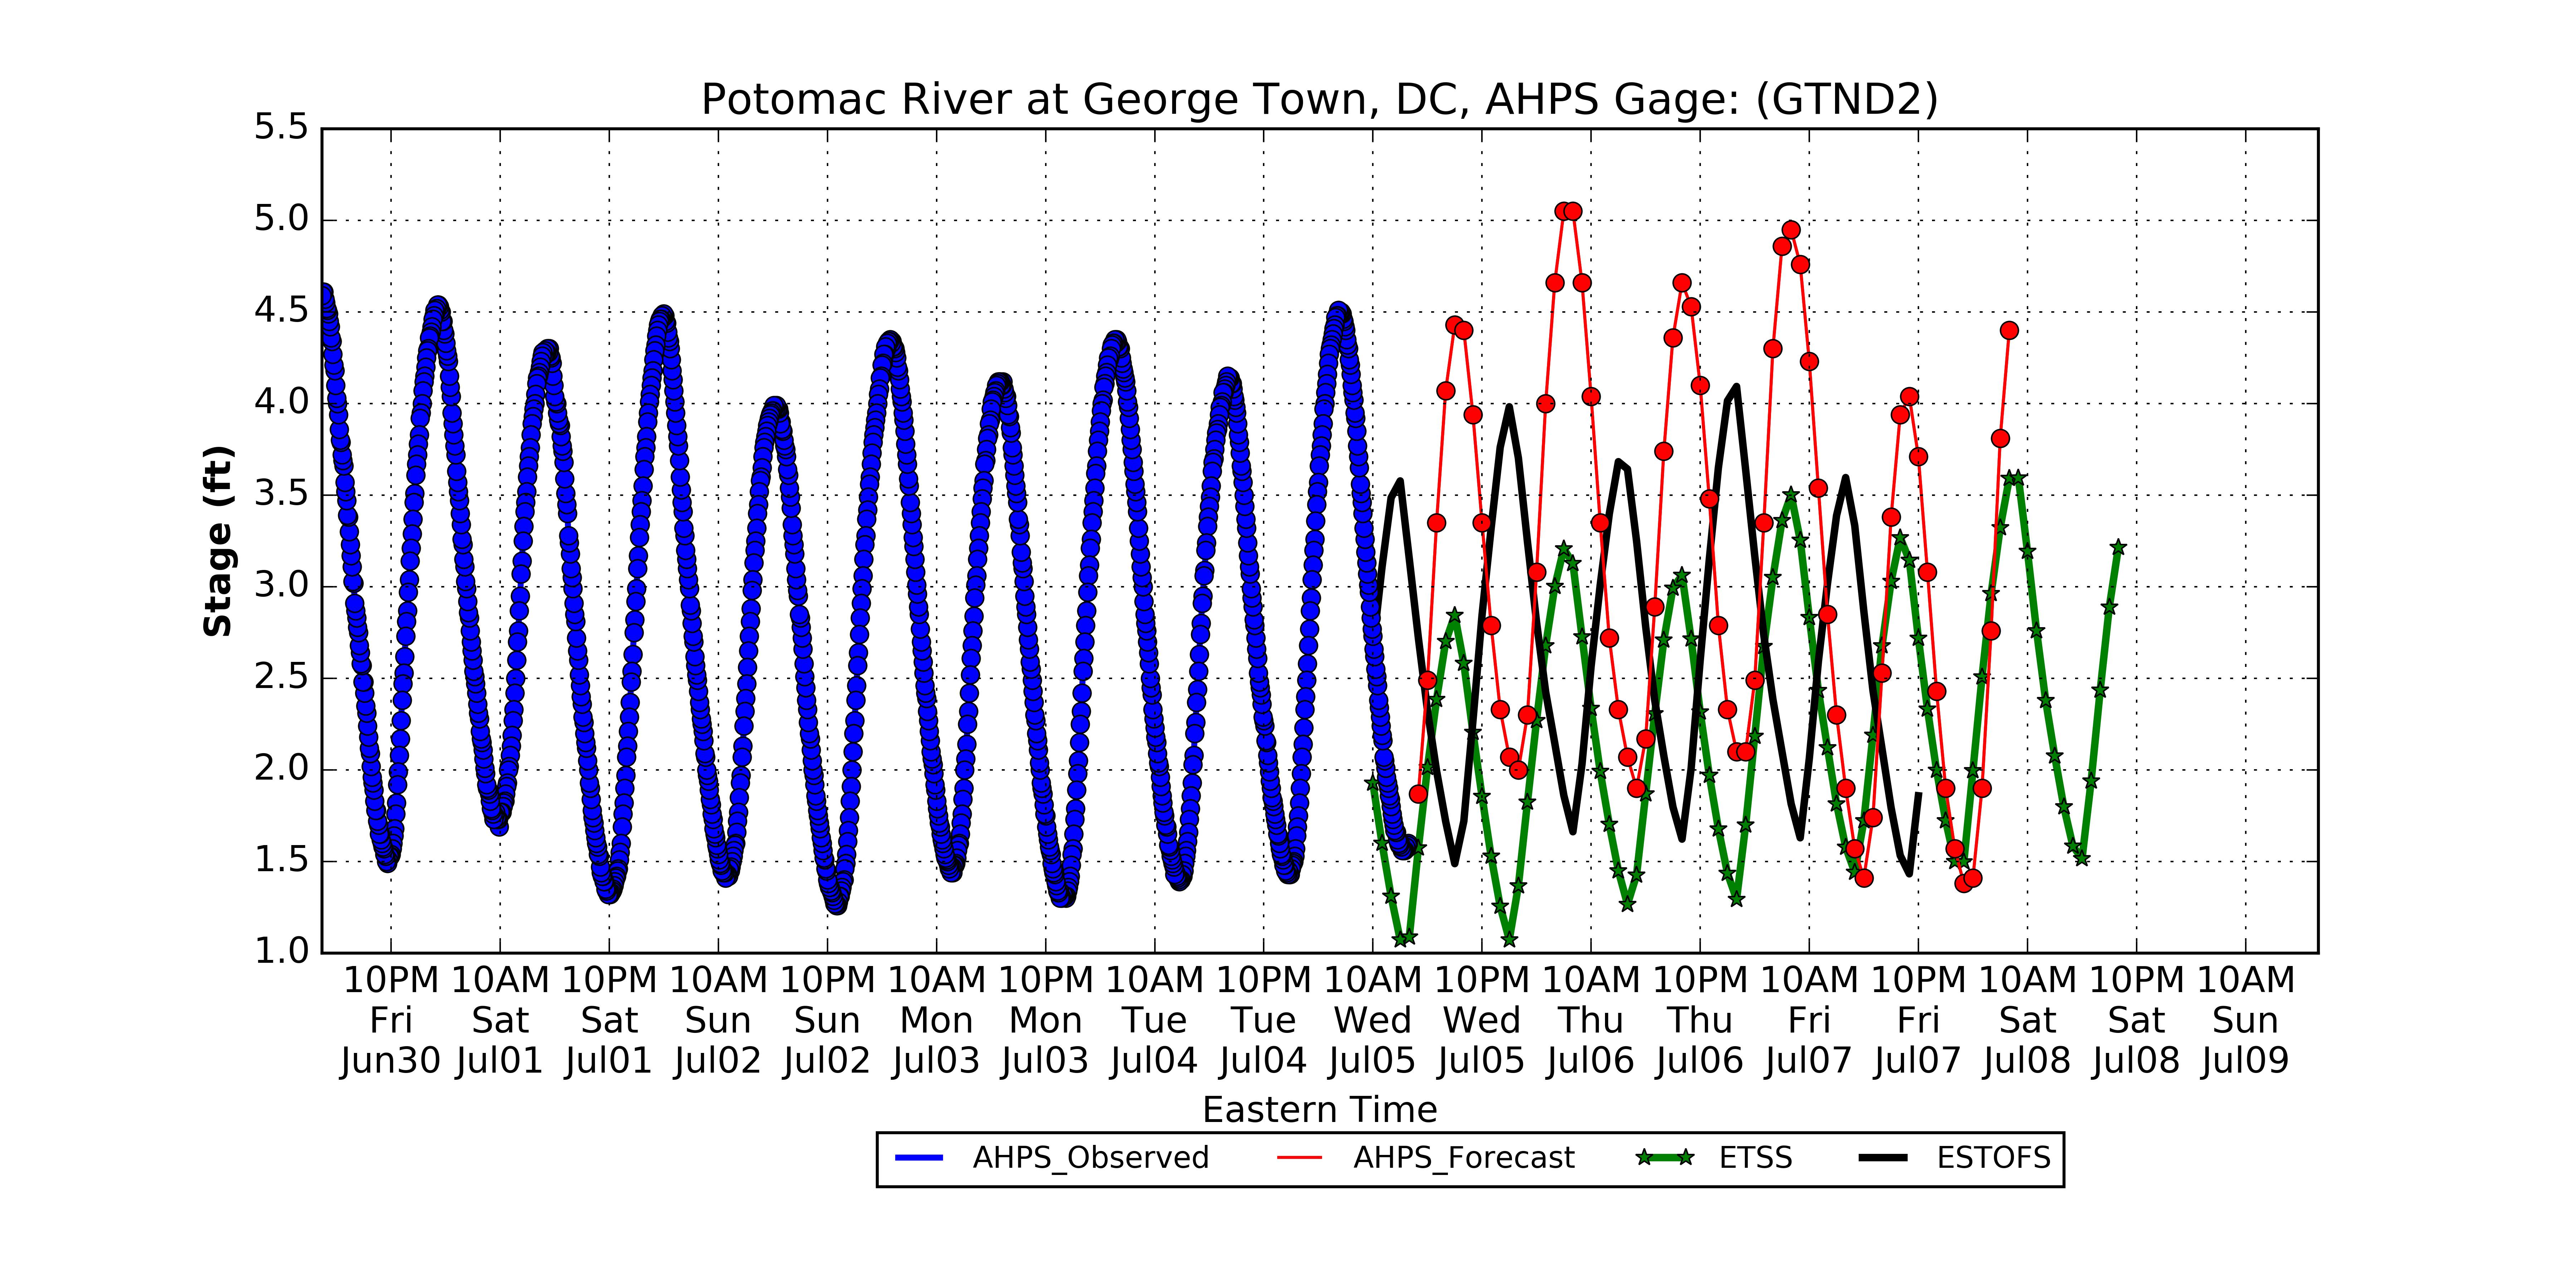 Potomac River at George Town, DC, AHPS Gage: (GTND2)
5.5
5.0
4.5
4.0
3.5
3.0
2.5
2.0
1.5
1.0
Stage (ft)
10PM 10AM 10PM 10AM 10PM 10AM 10PM 10AM 10PM 10AM 10PM 10AM 10PM 10AM 10PM 10AM 10PM 10AM
Fri Sat Sat Sun Sun Mon Mon Tue Tue Wed Wed Thu Thu Fri Fri Sat Sat Sun
Jun30 Jul01 Jul01 Jul02 Jul02 Jul03 Jul03 Jul04 Jul04 Jul05 Jul05 Jul06 Jul06 Jul07 Jul07 Jul08 Jul08 Jul09
Eastern Time
AHPS_Observed AHPS_Forecast ETSS ESTOFS